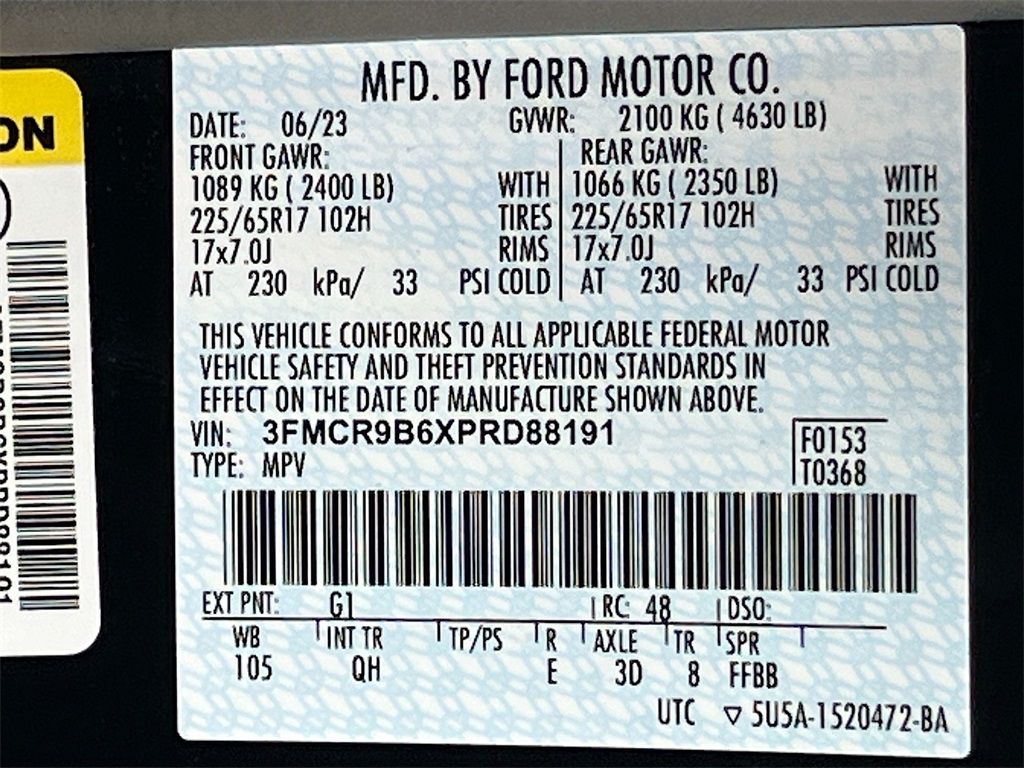 ON
MFD. BY FORD MOTOR CO.
DATE: 06/23 GVWR: 2100 KG ( 4630 LB)
FRONT GAWR: REAR GAWR:
1089 KG ( 2400 LB) WITH 1066 KG ( 2350 LB) WITH
225/65R17 102H TIRES 225/65R17 102H TIRES
17x7.0J RIMS 17x7.0J RIMS
AT 230 kPa/ 33 PSI COLD AT 230 kPa/ 33 PSI COLD
THIS VEHICLE CONFORMS TO ALL APPLICABLE FEDERAL MOTOR
VEHICLE SAFETY AND THEFT PREVENTION STANDARDS IN
EFFECT ON THE DATE OF MANUFACTURE SHOWN ABOVE.
VIN: 3FMCR9B6XPRD88191 F0153
TYPE: MPV T0368
EXT PNT: G1 RC: 48 DSO:
WB INT TR TP/PS R AXLE TR SPR
105 QH E 3D 8 FFBB
UTC ▽ 5U5A-1520472-BA